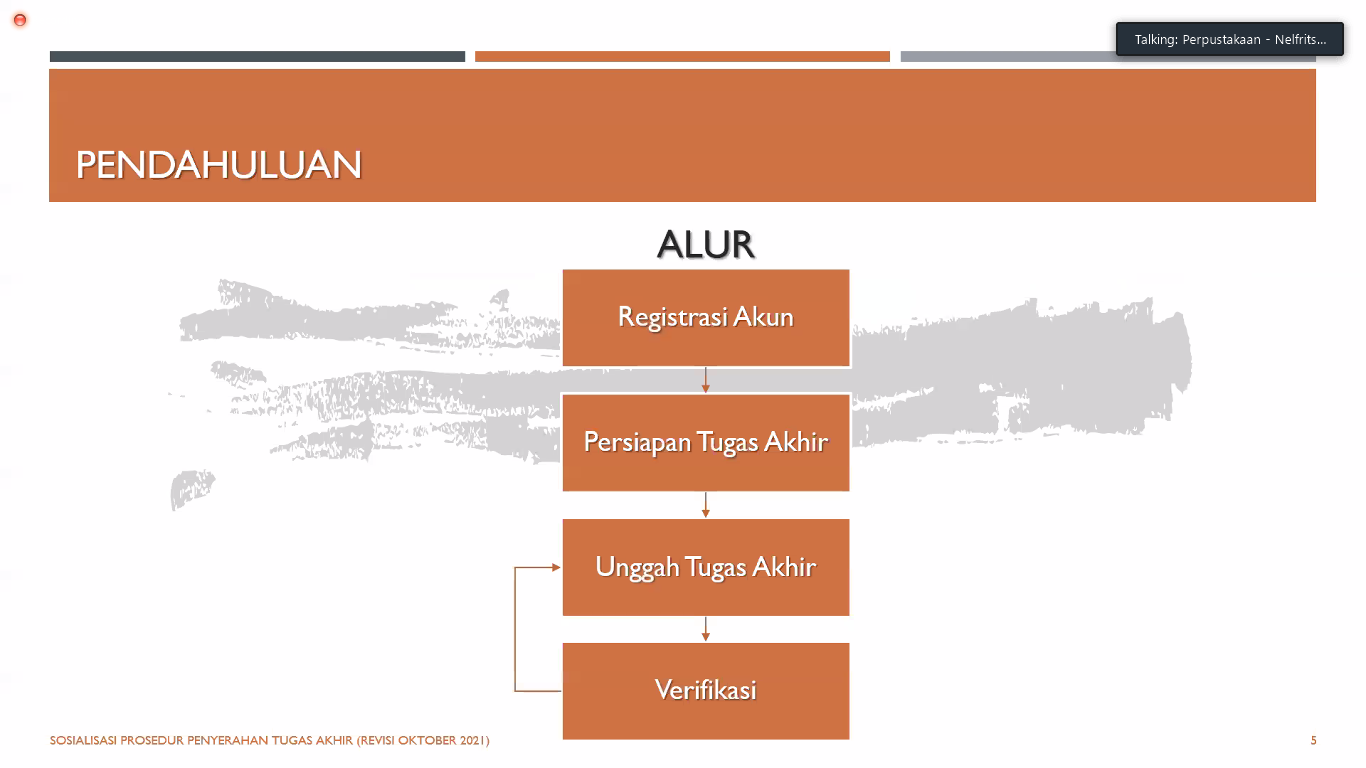 Talking: Perpustakaan - Nelfrits...
PENDAHULUAN
ALUR
Registrasi Akun
Persiapan Tugas Akhir
Unggah Tugas Akhir
Verifikasi
SOSIALISASI PROSEDUR PENYERAHAN TUGAS AKHIR (REVISI OKTOBER 2021)
5